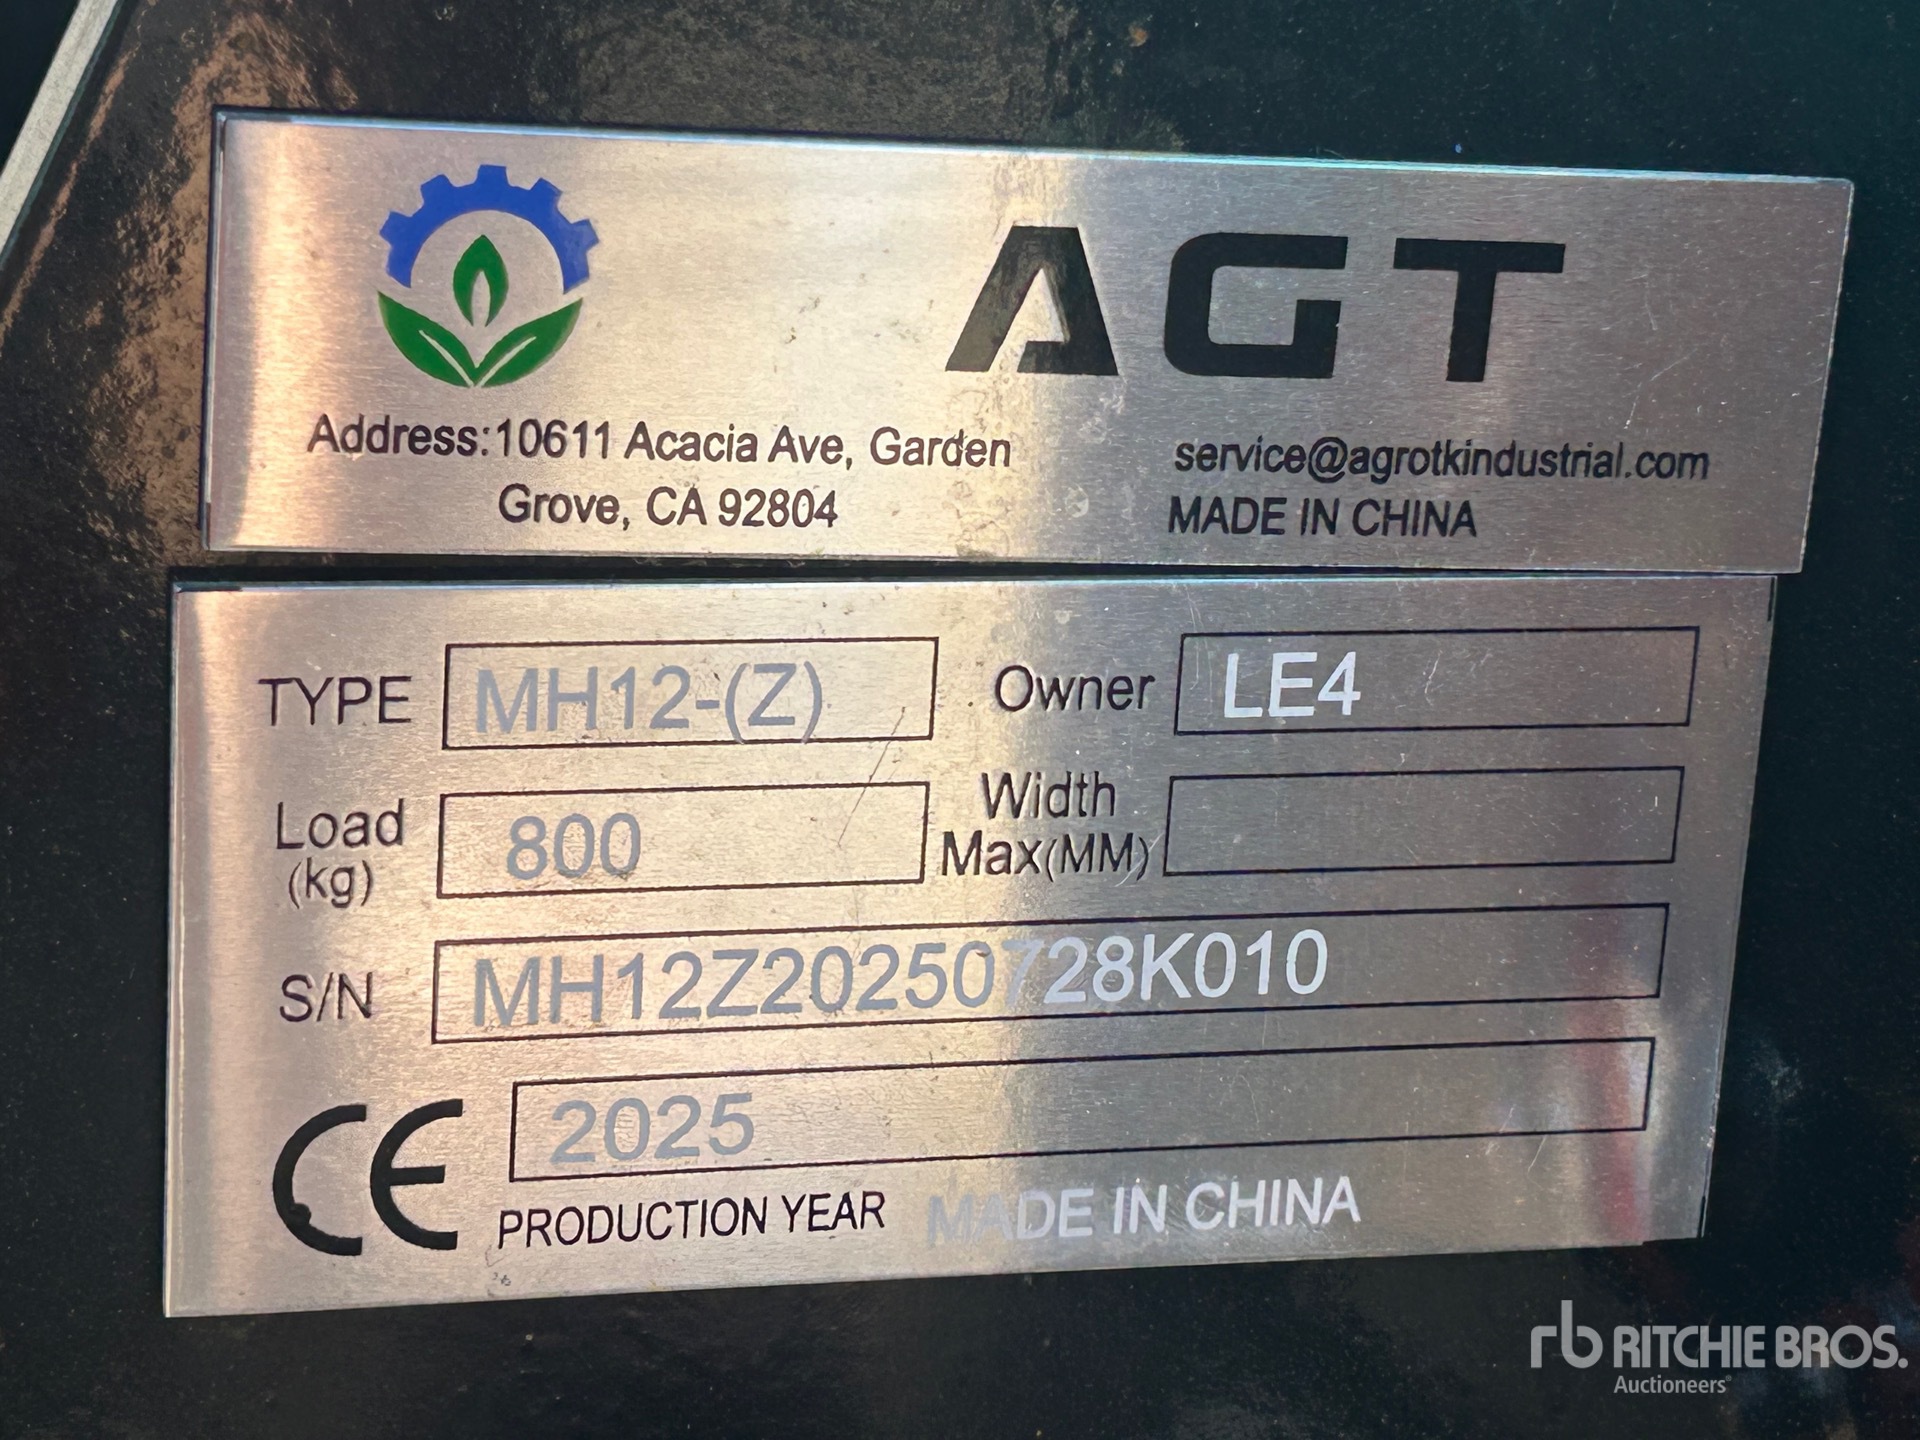 AGT
Address:10611 Acacia Ave, Garden
Grove, CA 92804
service@agrotkindustrial.com
MADE IN CHINA
TYPE MH12-(Z) Owner LE4
Load
(kg) 800
Width
Max(MM)
S/N MH12Z20250728K010
CE 2025
PRODUCTION YEAR MADE IN CHINA
rb RITCHIE BROS.
Auctioneers